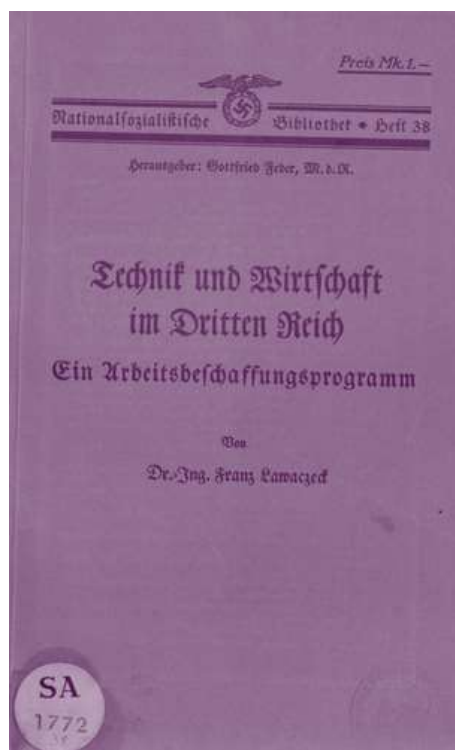 Preis Mk. 1.—
Nationalsozialistische Bibliothek • Heft 38
Herausgeber: Gottfried Feder, M. d. R.
Technik und Wirtschaft
im Dritten Reich
Ein Arbeitsbeschaffungsprogramm
Von
Dr.-Ing. Franz Lawaczeck
SA
1772